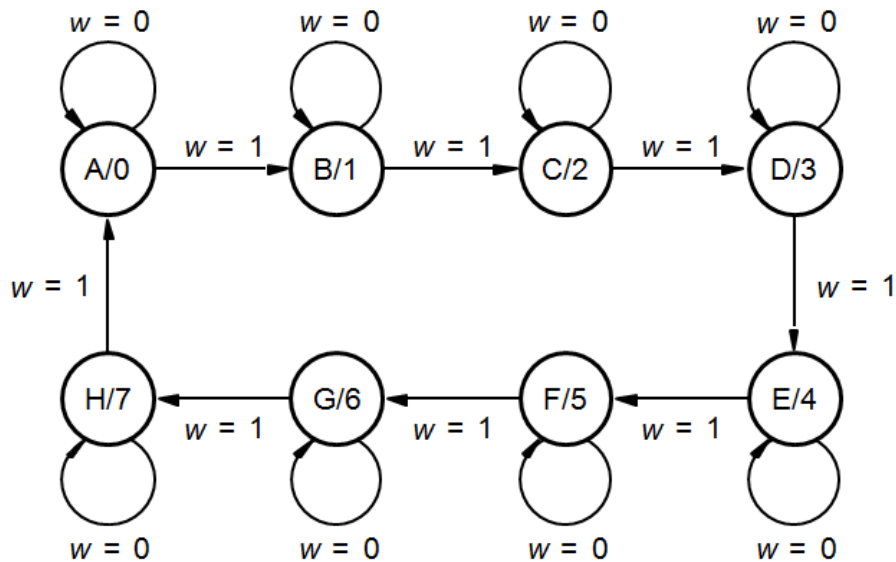 w = 0 w = 0 w = 0 w = 0
A/0 w = 1 B/1 w = 1 C/2 w = 1 D/3
w = 1 w = 1
H/7 w = 1 G/6 w = 1 F/5 w = 1 E/4
w = 0 w = 0 w = 0 w = 0